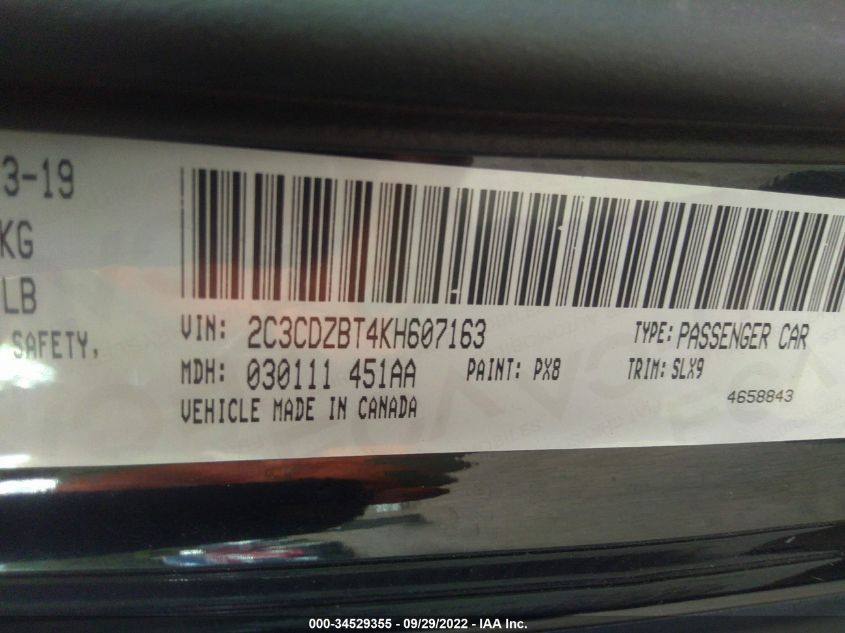 3-19
KG
LB
SAFETY,
VIN: 2C3CDZBT4KH607163
TYPE: PASSENGER CAR
MDH: 030111 451AA
PAINT: PX8
TRIM: SLX9
4658843
VEHICLE MADE IN CANADA
000-34529355 - 09/29/2022 - IAA Inc.